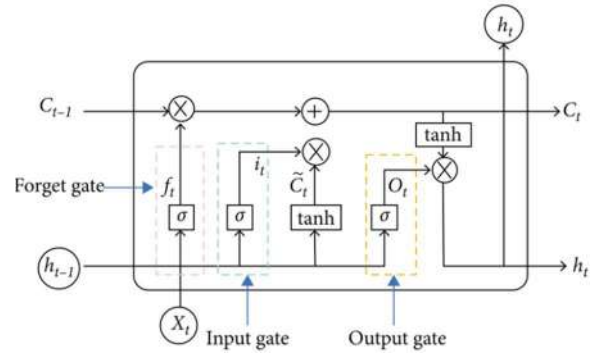 h_t
C_{t-1}
C_t
tanh
i_t
C̃_t
O_t
Forget gate
f_t
σ
σ
tanh
σ
h_{t-1}
h_t
X_t
Input gate
Output gate